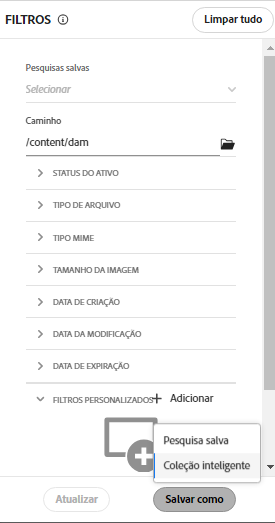 FILTROS
Limpar tudo
Pesquisas salvas
Selecionar
Caminho
/content/dam
STATUS DO ATIVO
TIPO DE ARQUIVO
TIPO MIME
TAMANHO DA IMAGEM
DATA DE CRIAÇÃO
DATA DA MODIFICAÇÃO
DATA DE EXPIRAÇÃO
FILTROS PERSONALIZADOS
Adicionar
Pesquisa salva
Coleção inteligente
Atualizar
Salvar como